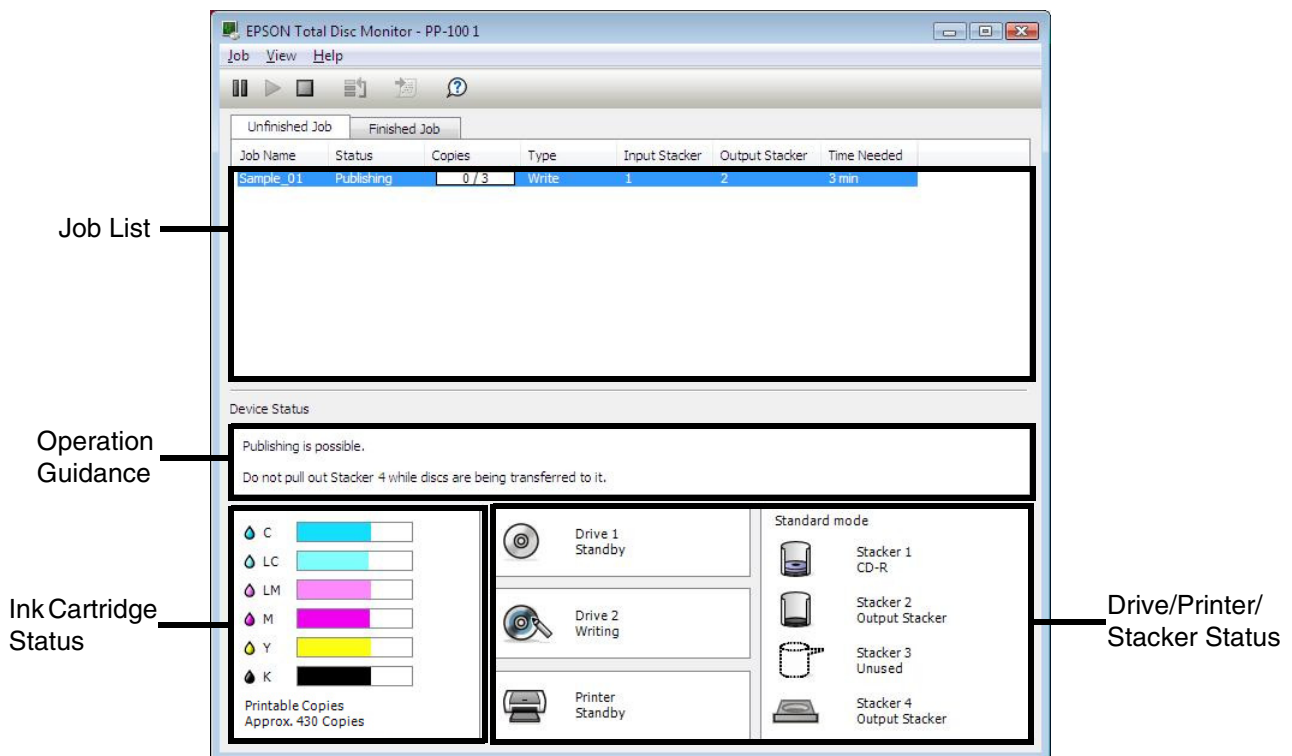 EPSON Total Disc Monitor - PP-100 1
Job View Help
Unfinished Job Finished Job
Job Name Status Copies Type Input Stacker Output Stacker Time Needed
Sample_01 Publishing 0 / 3 Write 1 2 3 min
Job List
Device Status
Operation
Guidance
Publishing is possible.
Do not pull out Stacker 4 while discs are being transferred to it.
Ink Cartridge
Status
C
LC
LM
M
Y
K
Printable Copies
Approx. 430 Copies
Drive 1
Standby
Drive 2
Writing
Printer
Standby
Standard mode
Stacker 1
CD-R
Stacker 2
Output Stacker
Stacker 3
Unused
Stacker 4
Output Stacker
Drive/Printer/
Stacker Status